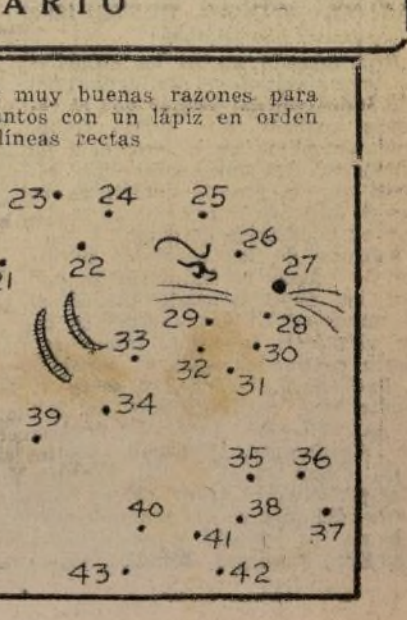 ARIO
muy buenas razones para
ntos con un lápiz en orden
líneas rectas
23 24 25
26
22 27
29 28
33 30
32 31
34
39
35 36
40 38
41 37
43 42